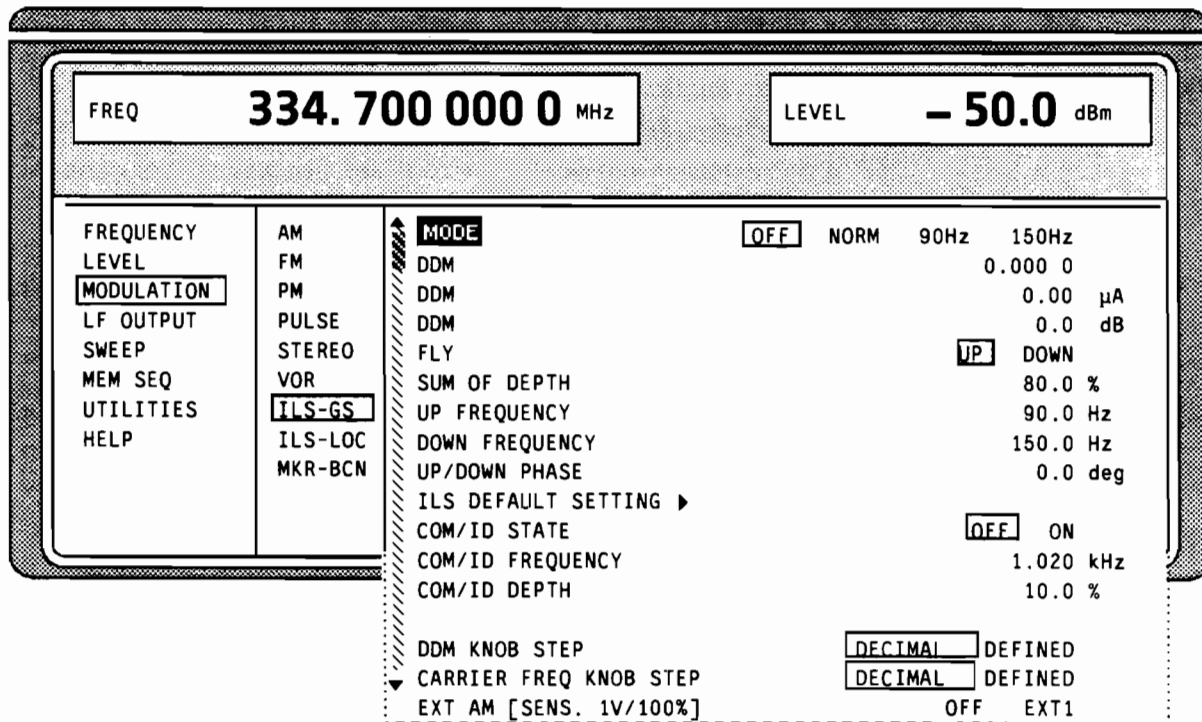 FREQ 334. 700 000 0 MHz LEVEL – 50.0 dBm
FREQUENCY
LEVEL
MODULATION
LF OUTPUT
SWEEP
MEM SEQ
UTILITIES
HELP
AM
FM
PM
PULSE
STEREO
VOR
ILS-GS
ILS-LOC
MKR-BCN
MODE OFF NORM 90Hz 150Hz
DDM 0.000 0
DDM 0.00 µA
DDM 0.0 dB
FLY UP DOWN
SUM OF DEPTH 80.0 %
UP FREQUENCY 90.0 Hz
DOWN FREQUENCY 150.0 Hz
UP/DOWN PHASE 0.0 deg
ILS DEFAULT SETTING ▶
COM/ID STATE OFF ON
COM/ID FREQUENCY 1.020 kHz
COM/ID DEPTH 10.0 %
DDM KNOB STEP DECIMAL DEFINED
CARRIER FREQ KNOB STEP DECIMAL DEFINED
EXT AM [SENS. 1V/100%] OFF EXT1